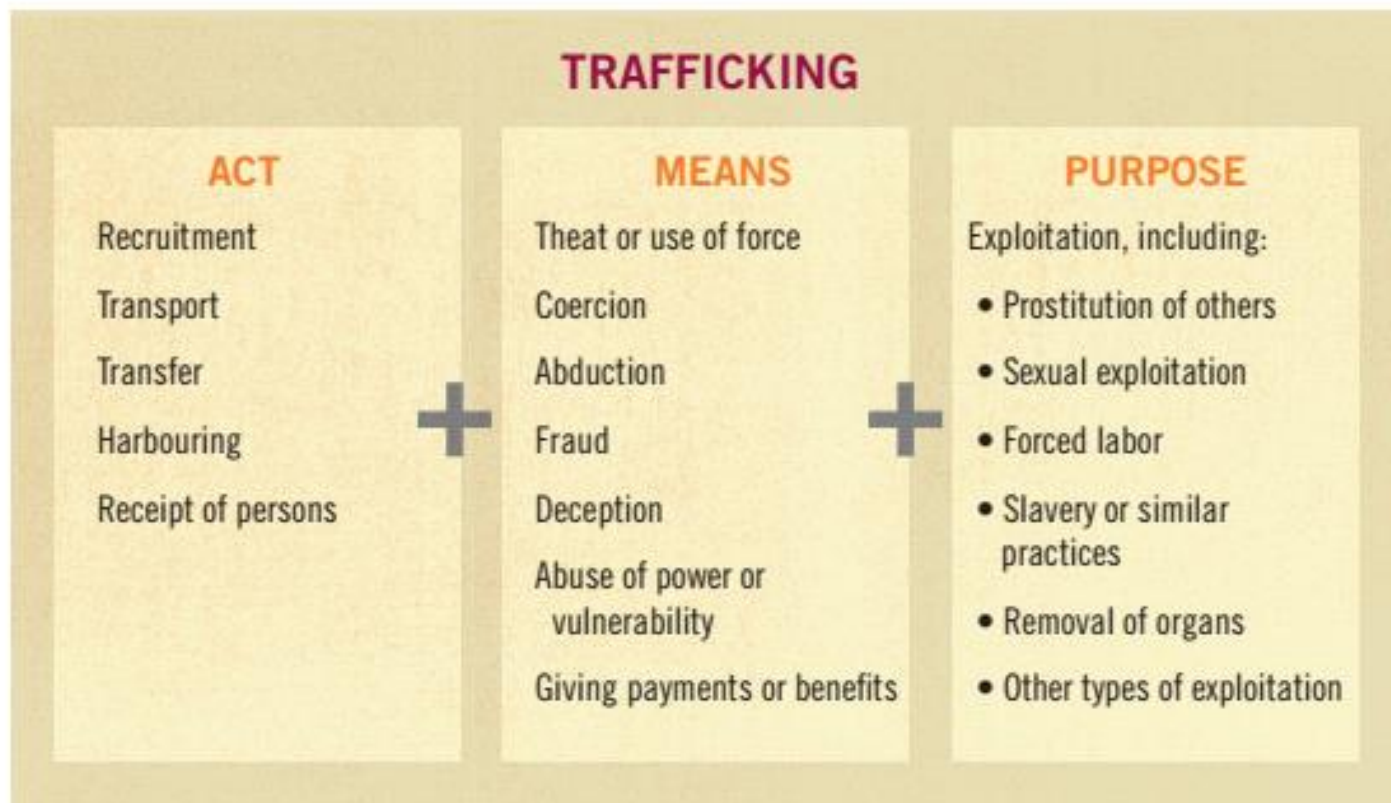 TRAFFICKING
ACT
Recruitment
Transport
Transfer
Harbouring
Receipt of persons
MEANS
Theat or use of force
Coercion
Abduction
Fraud
Deception
Abuse of power or
vulnerability
Giving payments or benefits
PURPOSE
Exploitation, including:
• Prostitution of others
• Sexual exploitation
• Forced labor
• Slavery or similar
practices
• Removal of organs
• Other types of exploitation